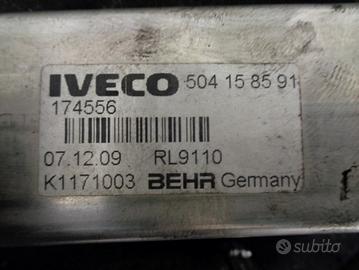 IVECO 504 15 85 91
174556
07.12.09 RL9110
K1171003 BEHR Germany
subito